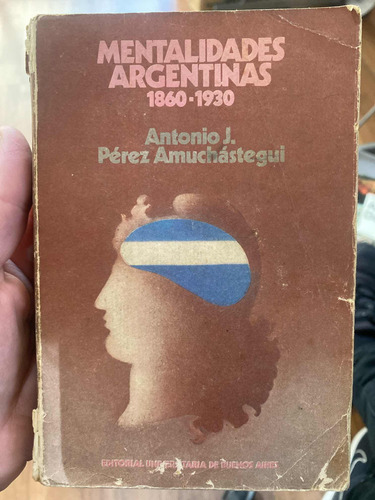 MENTALIDADES
ARGENTINAS
1860-1930
Antonio J.
Pérez Amuchástegui
EDITORIAL UNIVERSITARIA DE BUENOS AIRES